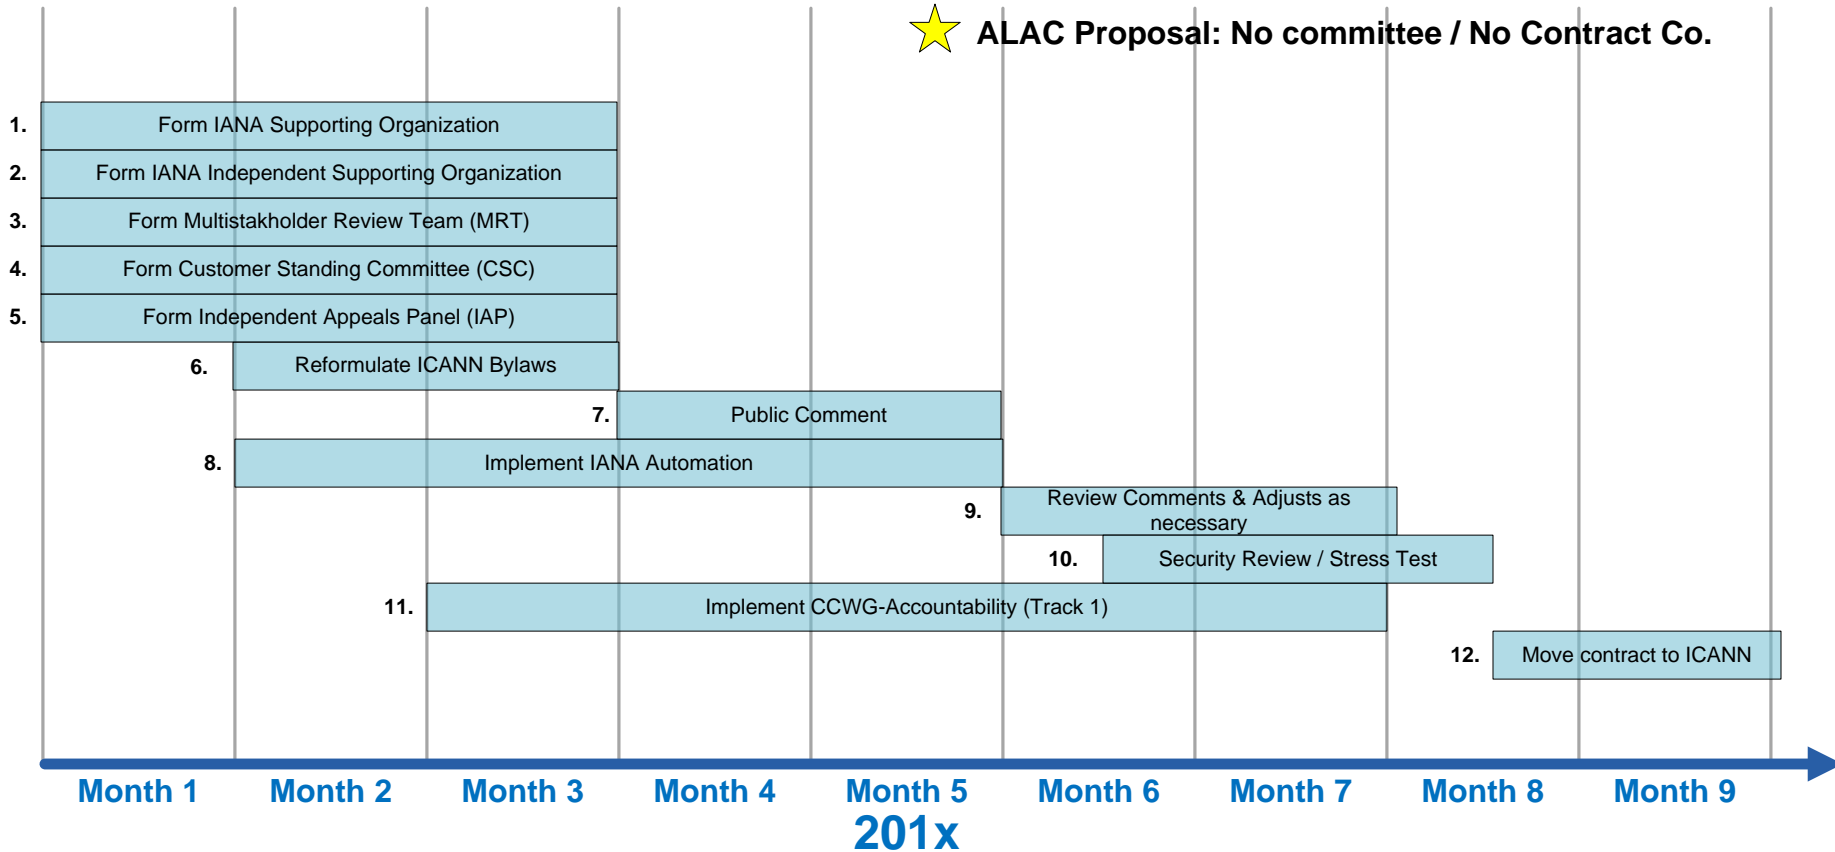 ALAC Proposal: No committee / No Contract Co.
1. Form IANA Supporting Organization
2. Form IANA Independent Supporting Organization
3. Form Multistakholder Review Team (MRT)
4. Form Customer Standing Committee (CSC)
5. Form Independent Appeals Panel (IAP)
6. Reformulate ICANN Bylaws
7. Public Comment
8. Implement IANA Automation
9. Review Comments & Adjusts as
necessary
10. Security Review / Stress Test
11. Implement CCWG-Accountability (Track 1)
12. Move contract to ICANN
Month 1 Month 2 Month 3 Month 4 Month 5 Month 6 Month 7 Month 8 Month 9
201x